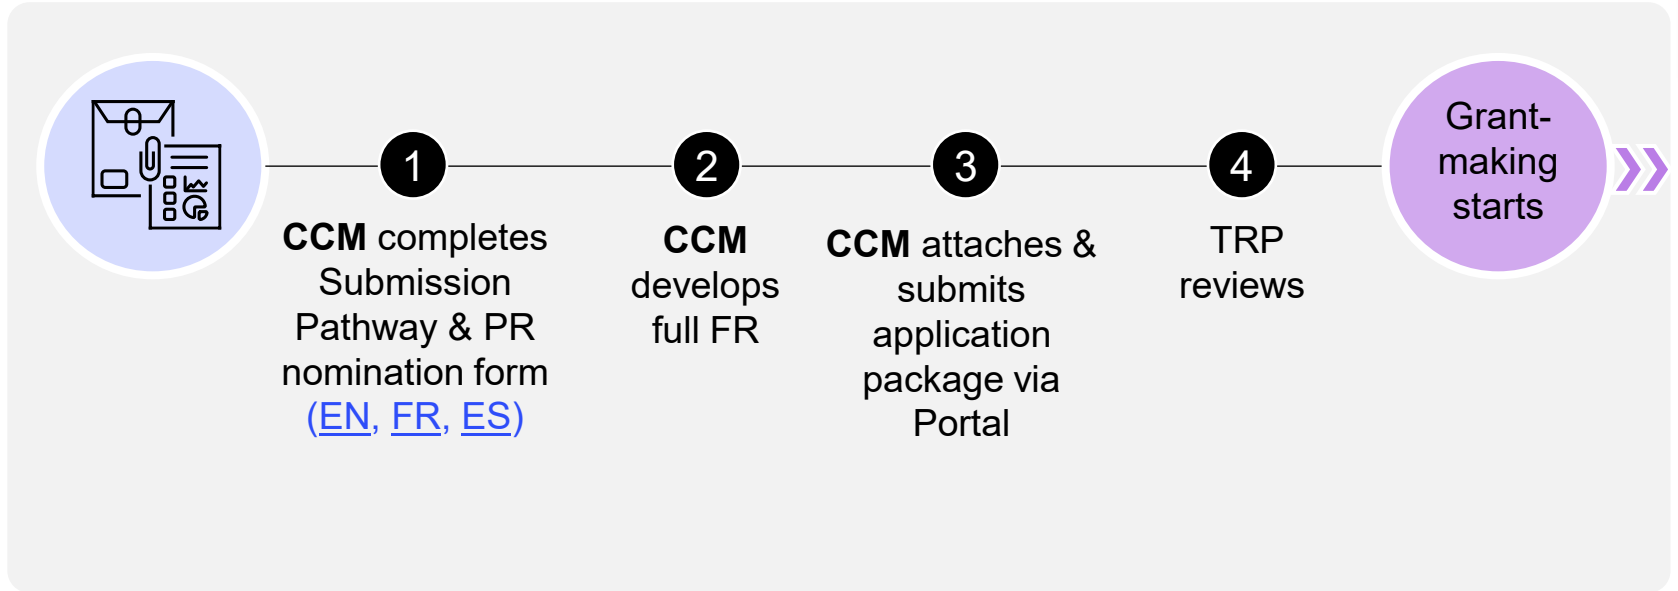 1
CCM completes
Submission
Pathway & PR
nomination form
(EN, FR, ES)
2
CCM
develops
full FR
3
CCM attaches &
submits
application
package via
Portal
4
TRP
reviews
Grant-
making
starts